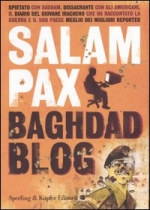 SPIETATO CON SADDAM, DISSACRANTE CON GLI AMERICANI,
IL DIARIO DEL GIOVANE IRACHENO CHE HA RACCONTATO LA
GUERRA E IL SUO PAESE MEGLIO DEI MIGLIORI REPORTER
SALAM
PAX
BAGHDAD
BLOG
Sperling & Kupfer Editori